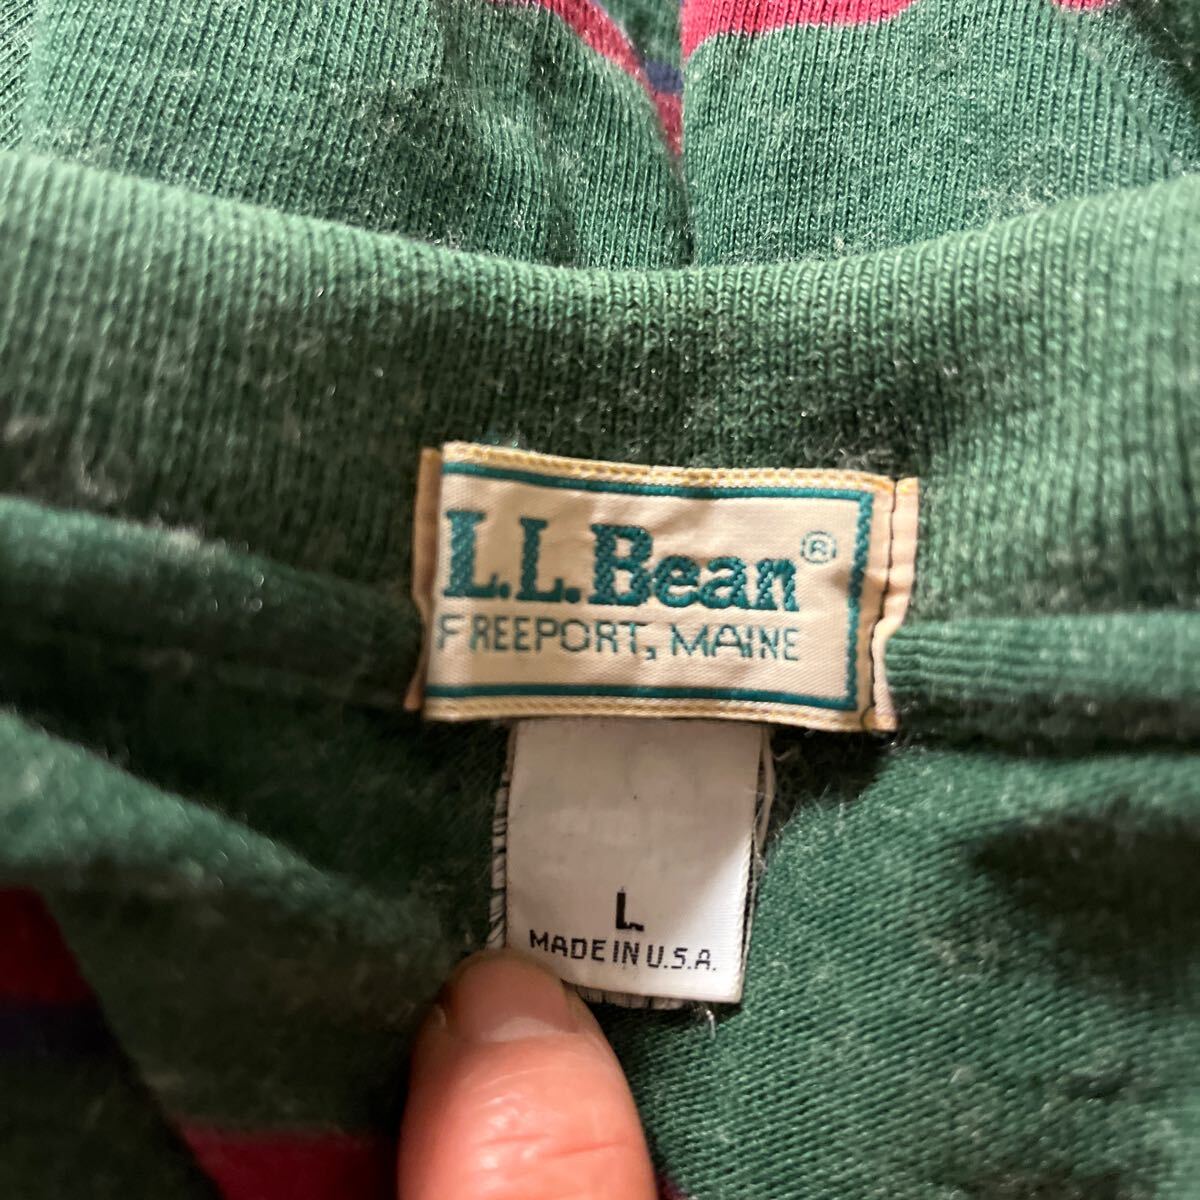 L.L.Bean®
FREEPORT, MAINE
L
MADE IN U.S.A.